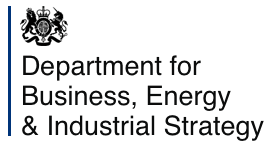 Department for
Business, Energy
& Industrial Strategy